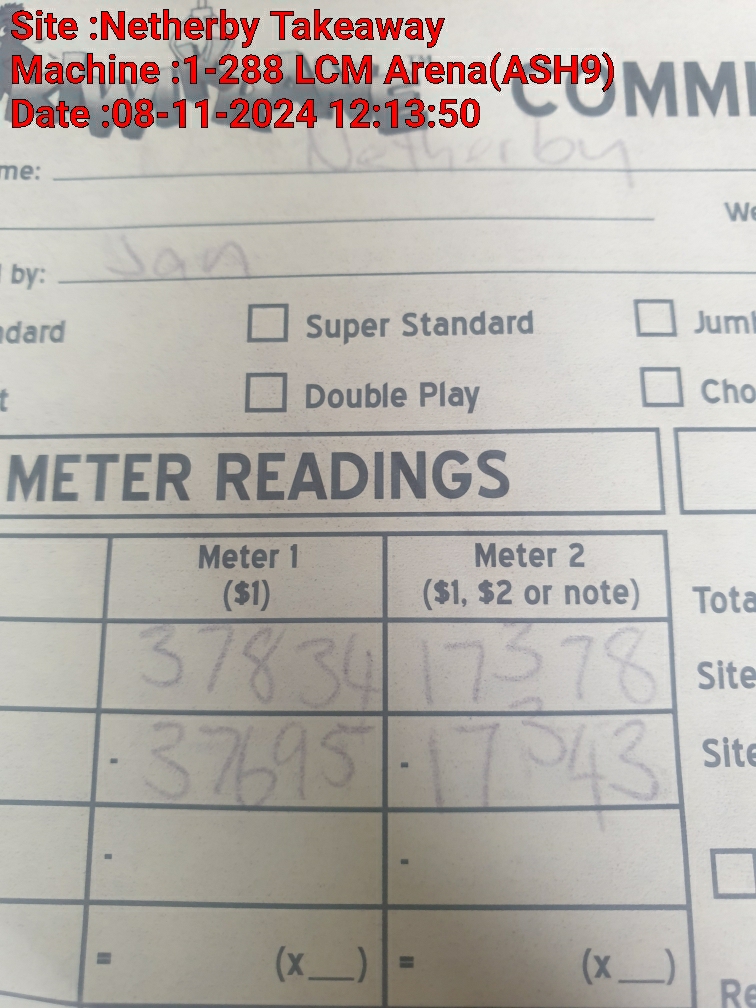 Site :Netherby Takeaway
Machine :1-288 LCM Arena(ASH9)
Date :08-11-2024 12:13:50
COMMI
me: Netherby
We
by: Jan
ndard Super Standard Jum
t Double Play Cho
METER READINGS
Meter 1 Meter 2
($1) ($1, $2 or note) Tota
37834 17378 Site
- 37695 - 17343 Site
- -
= (x__) = (x__)
Re